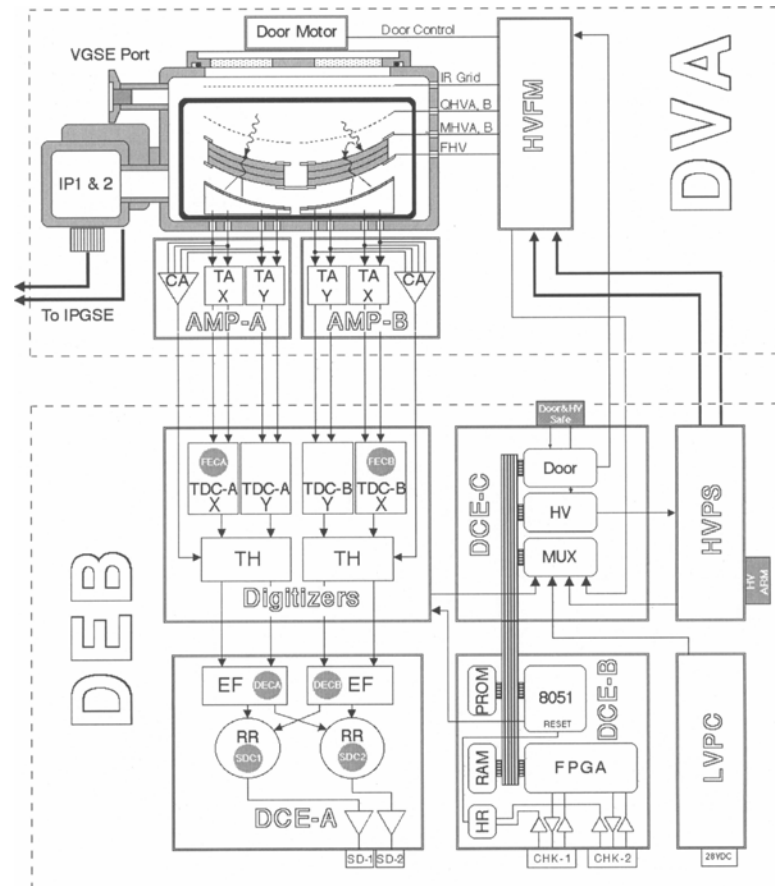 Door Motor
Door Control
VGSE Port
IR Grid
QHVA, B
MHVA, B
FHV
HVFM
DVA
IP1 & 2
To IPGSE
CA
TA
X
TA
Y
TA
Y
TA
X
CA
AMP-A
AMP-B
Door&HV
Safe
FECA
TDC-A
X
TDC-A
Y
TDC-B
Y
FECB
TDC-B
X
TH
TH
Digitizers
DCE-C
Door
HV
MUX
HVPS
HV
ARM
DEB
EF
DECA
DECB
EF
RR
SDC1
RR
SDC2
DCE-A
SD-1
SD-2
PROM
8051
RESET
DCE-B
RAM
FPGA
HR
CHK-1
CHK-2
LVPC
28VDC